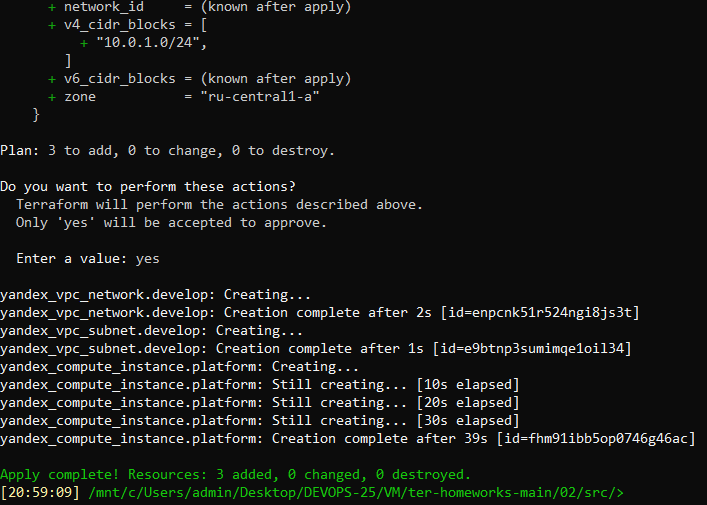 + network_id     = (known after apply)
+ v4_cidr_blocks = [
+ "10.0.1.0/24",
]
+ v6_cidr_blocks = (known after apply)
+ zone           = "ru-central1-a"
}
Plan: 3 to add, 0 to change, 0 to destroy.
Do you want to perform these actions?
Terraform will perform the actions described above.
Only 'yes' will be accepted to approve.
Enter a value: yes
yandex_vpc_network.develop: Creating...
yandex_vpc_network.develop: Creation complete after 2s [id=enpcnk51r524ngi8js3t]
yandex_vpc_subnet.develop: Creating...
yandex_vpc_subnet.develop: Creation complete after 1s [id=e9btnp3sumimqe1oil34]
yandex_compute_instance.platform: Creating...
yandex_compute_instance.platform: Still creating... [10s elapsed]
yandex_compute_instance.platform: Still creating... [20s elapsed]
yandex_compute_instance.platform: Still creating... [30s elapsed]
yandex_compute_instance.platform: Creation complete after 39s [id=fhm91ibb5op0746g46ac]
Apply complete! Resources: 3 added, 0 changed, 0 destroyed.
[20:59:09] /mnt/c/Users/admin/Desktop/DEVOPS-25/VM/ter-homeworks-main/02/src/>